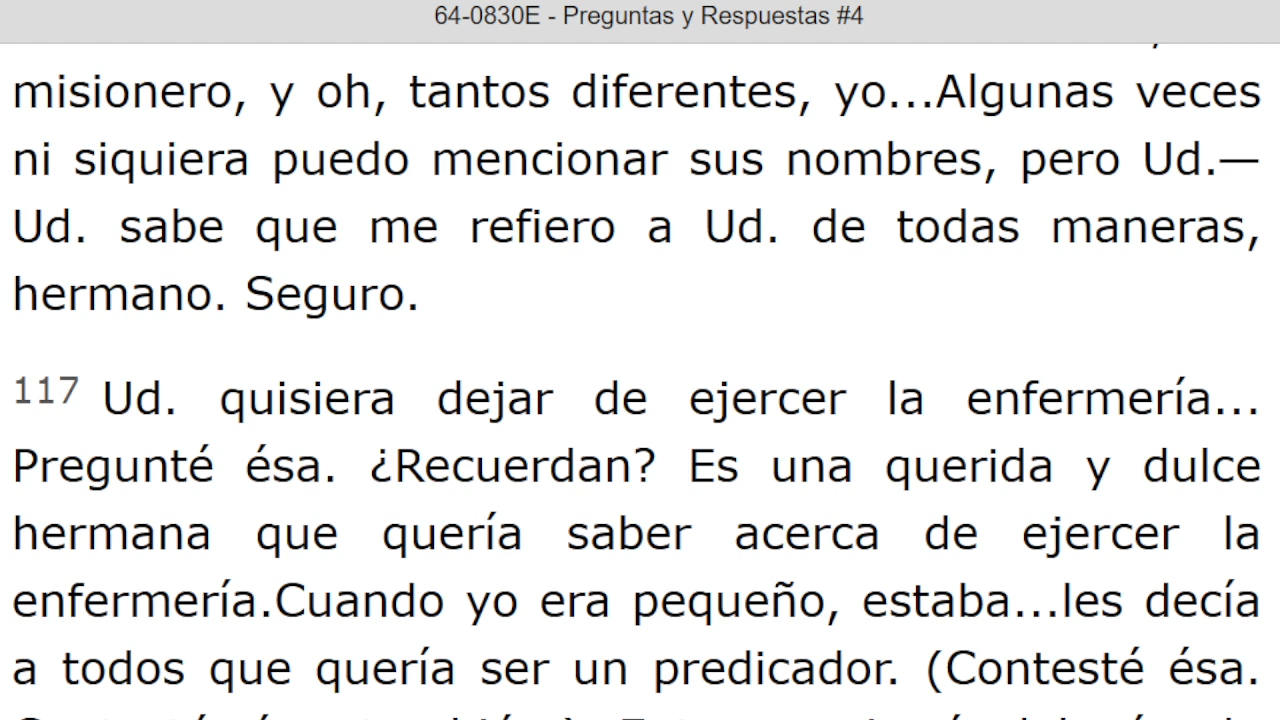 64-0830E - Preguntas y Respuestas #4
misionero, y oh, tantos diferentes, yo...Algunas veces
ni siquiera puedo mencionar sus nombres, pero Ud.—
Ud. sabe que me refiero a Ud. de todas maneras,
hermano. Seguro.
117 Ud. quisiera dejar de ejercer la enfermería...
Pregunté ésa. ¿Recuerdan? Es una querida y dulce
hermana que quería saber acerca de ejercer la
enfermería.Cuando yo era pequeño, estaba...les decía
a todos que quería ser un predicador. (Contesté ésa.